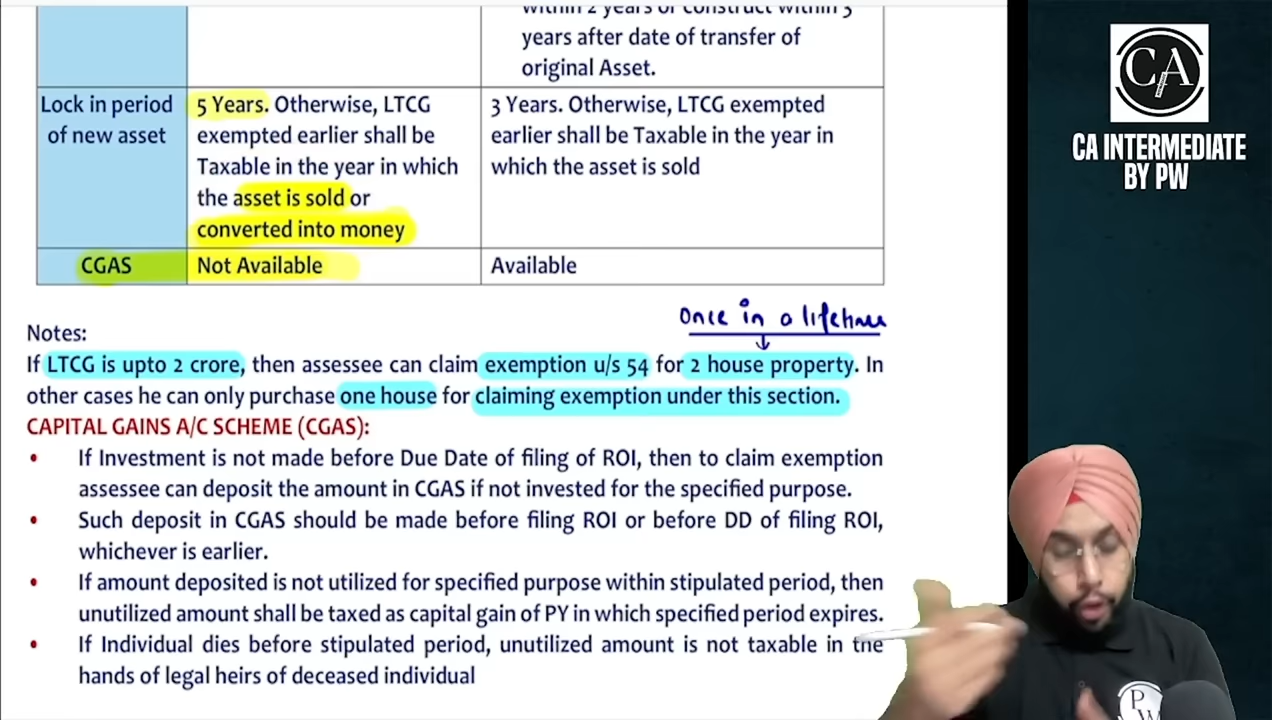 within 2 years or construct within 3
years after date of transfer of
original Asset.
Lock in period
of new asset
5 Years. Otherwise, LTCG
exempted earlier shall be
Taxable in the year in which
the asset is sold or
converted into money
3 Years. Otherwise, LTCG exempted
earlier shall be Taxable in the year in
which the asset is sold
CGAS
Not Available
Available
Once in a lifetime
Notes:
If LTCG is upto 2 crore, then assessee can claim exemption u/s 54 for 2 house property. In
other cases he can only purchase one house for claiming exemption under this section.
CAPITAL GAINS A/C SCHEME (CGAS):
• If Investment is not made before Due Date of filing of ROI, then to claim exemption
assessee can deposit the amount in CGAS if not invested for the specified purpose.
• Such deposit in CGAS should be made before filing ROI or before DD of filing ROI,
whichever is earlier.
• If amount deposited is not utilized for specified purpose within stipulated period, then
unutilized amount shall be taxed as capital gain of PY in which specified period expires.
• If Individual dies before stipulated period, unutilized amount is not taxable in the
hands of legal heirs of deceased individual
CA
CA INTERMEDIATE
BY PW
P
W